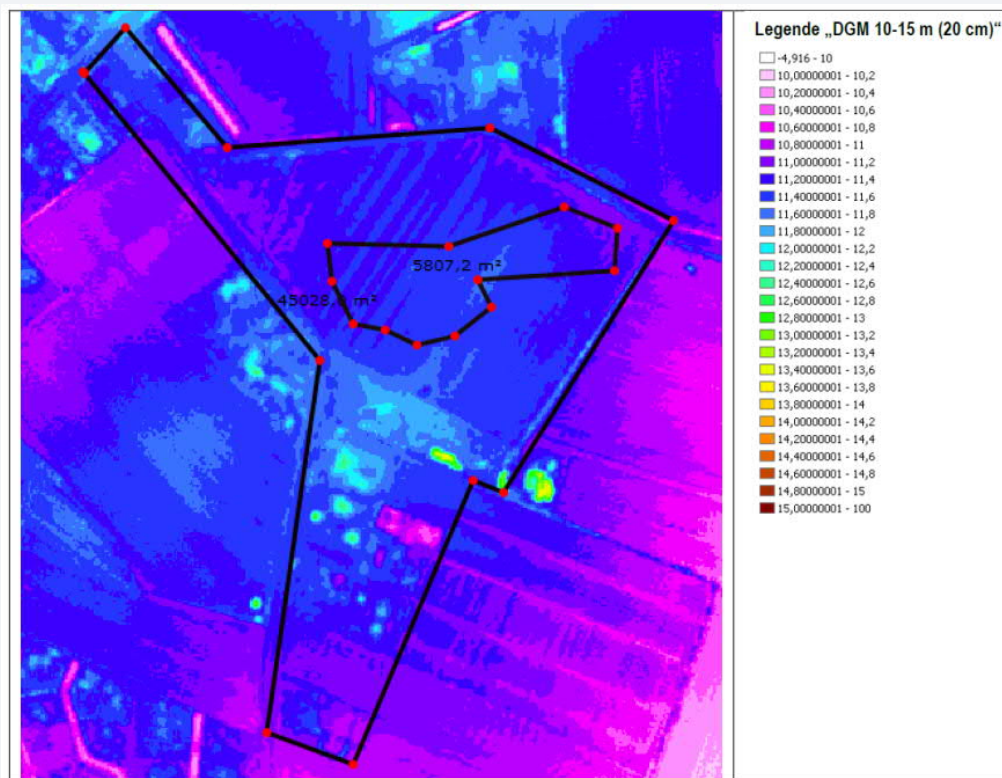 Legende „DGM 10-15 m (20 cm)“
-4,916 - 10
10,00000001 - 10,2
10,20000001 - 10,4
10,40000001 - 10,6
10,60000001 - 10,8
10,80000001 - 11
11,00000001 - 11,2
11,20000001 - 11,4
11,40000001 - 11,6
11,60000001 - 11,8
11,80000001 - 12
12,00000001 - 12,2
12,20000001 - 12,4
12,40000001 - 12,6
12,60000001 - 12,8
12,80000001 - 13
13,00000001 - 13,2
13,20000001 - 13,4
13,40000001 - 13,6
13,60000001 - 13,8
13,80000001 - 14
14,00000001 - 14,2
14,20000001 - 14,4
14,40000001 - 14,6
14,60000001 - 14,8
14,80000001 - 15
15,00000001 - 100
5807,2 m²
m²